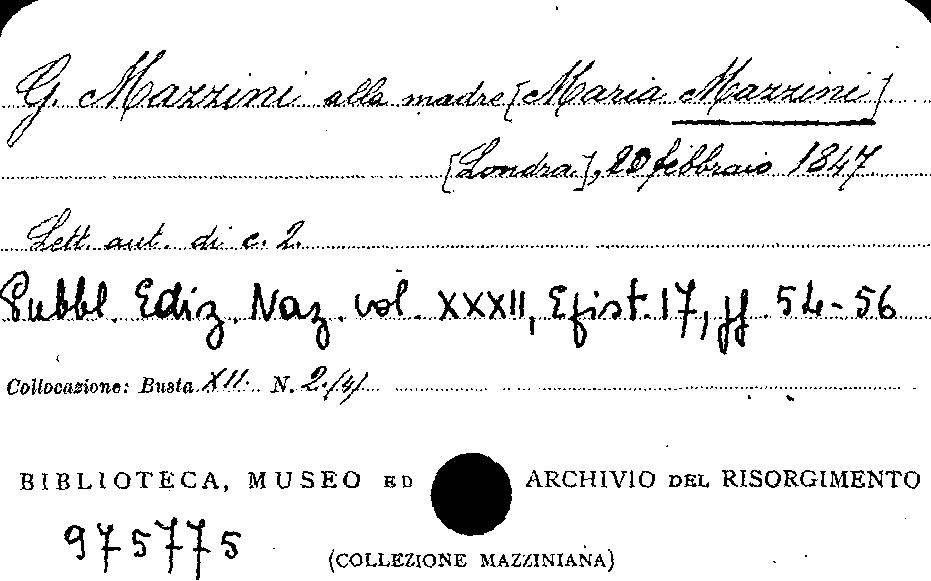 G. Mazzini alla madre [Maria Mazzini]
[Londra], 20 febbraio 1847
Lett. aut. di c. 2.
Pubbl. Ediz. Naz. vol. XXXII, Epist. 17, pp. 54-56
Collocazione: Busta XII. N. 2/4/
BIBLIOTECA, MUSEO ED ARCHIVIO DEL RISORGIMENTO
975775
(COLLEZIONE MAZZINIANA)